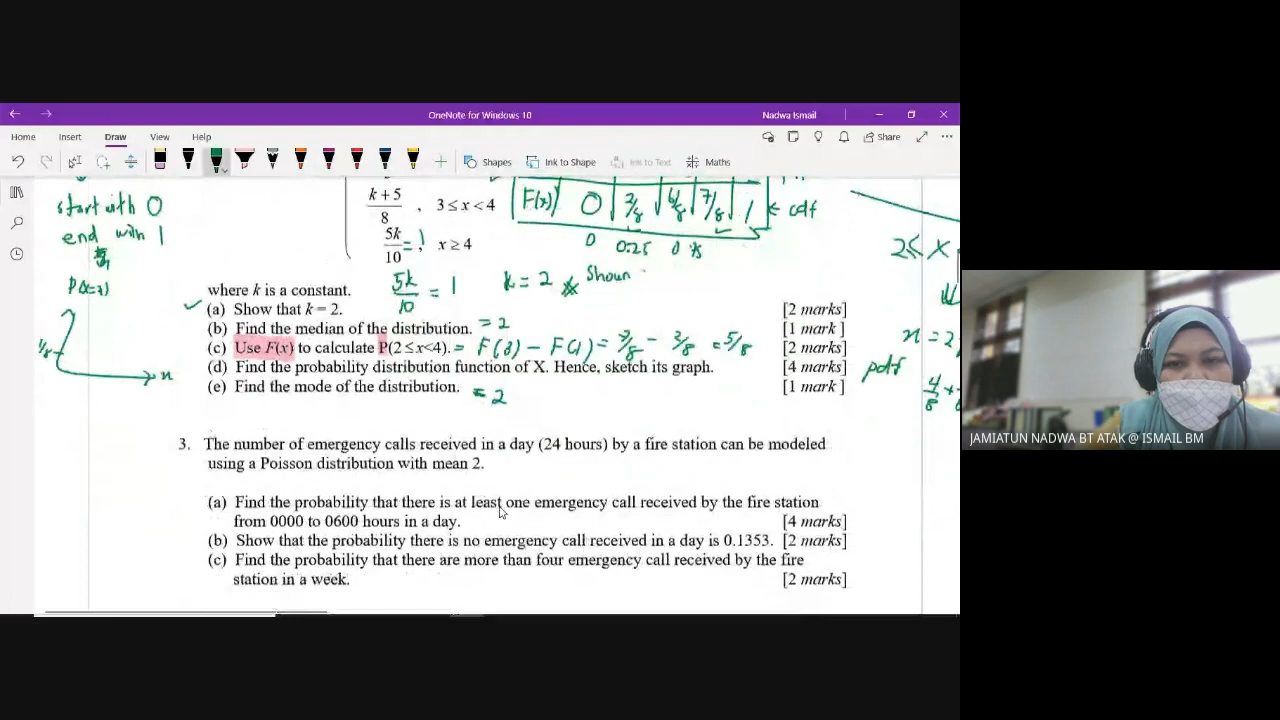 OneNote for Windows 10
Nadwa Ismail
Home Insert Draw View Help
Share
Shapes Ink to Shape Ink to Text Maths
start with 0
end with 1
k + 5
8 , 3 ≤ x < 4
5k
10 = 1 , x ≥ 4
F(x) 0 6/8 7/8 1 ← cdf
0 0.25
2 ≤ X
where k is a constant.
5k/10 = 1 k = 2 Shown
(a) Show that k = 2. [2 marks]
(b) Find the median of the distribution. = 2 [1 mark ]
(c) Use F(x) to calculate P(2 ≤ x<4). = F(3) - F(1) = 7/8 - 2/8 = 5/8 [2 marks]
(d) Find the probability distribution function of X. Hence, sketch its graph. [4 marks]
(e) Find the mode of the distribution. = 2 [1 mark ]
1/8
x
pdf
4/8 +
3. The number of emergency calls received in a day (24 hours) by a fire station can be modeled
using a Poisson distribution with mean 2.
(a) Find the probability that there is at least one emergency call received by the fire station
from 0000 to 0600 hours in a day. [4 marks]
(b) Show that the probability there is no emergency call received in a day is 0.1353. [2 marks]
(c) Find the probability that there are more than four emergency call received by the fire
station in a week. [2 marks]
JAMIATUN NADWA BT ATAK @ ISMAIL BM